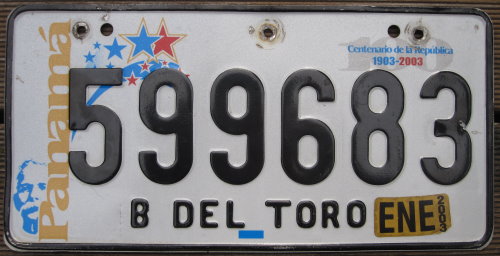 Panamá
Centenario de la República
1903-2003
599683
B DEL TORO
ENE 2003